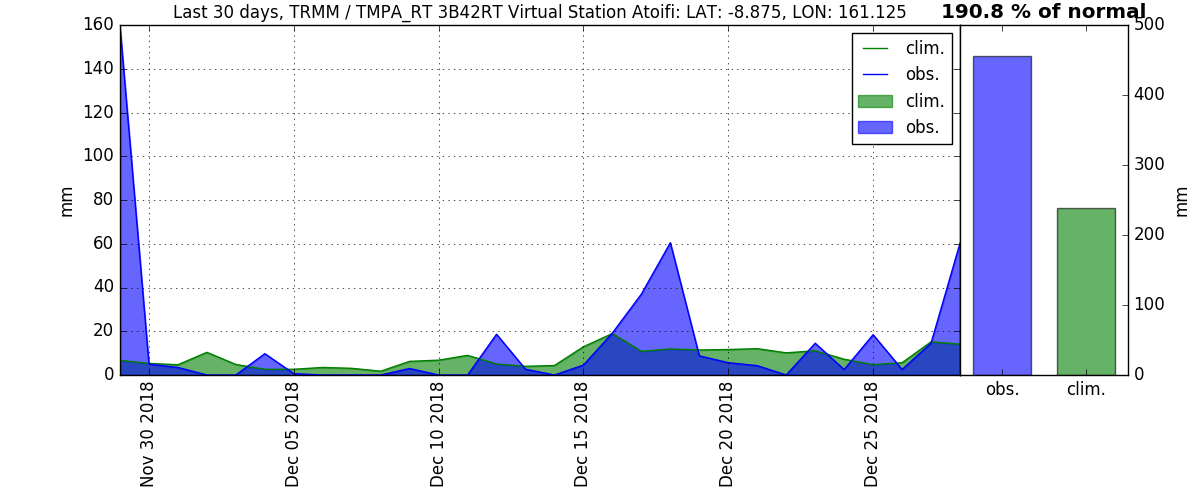 Last 30 days, TRMM / TMPA_RT 3B42RT Virtual Station Atoifi: LAT: -8.875, LON: 161.125
190.8 % of normal
160
140
120
100
80
60
40
20
0
mm
clim.
obs.
clim.
obs.
Nov 30 2018
Dec 05 2018
Dec 10 2018
Dec 15 2018
Dec 20 2018
Dec 25 2018
500
400
300
200
100
0
mm
obs.
clim.